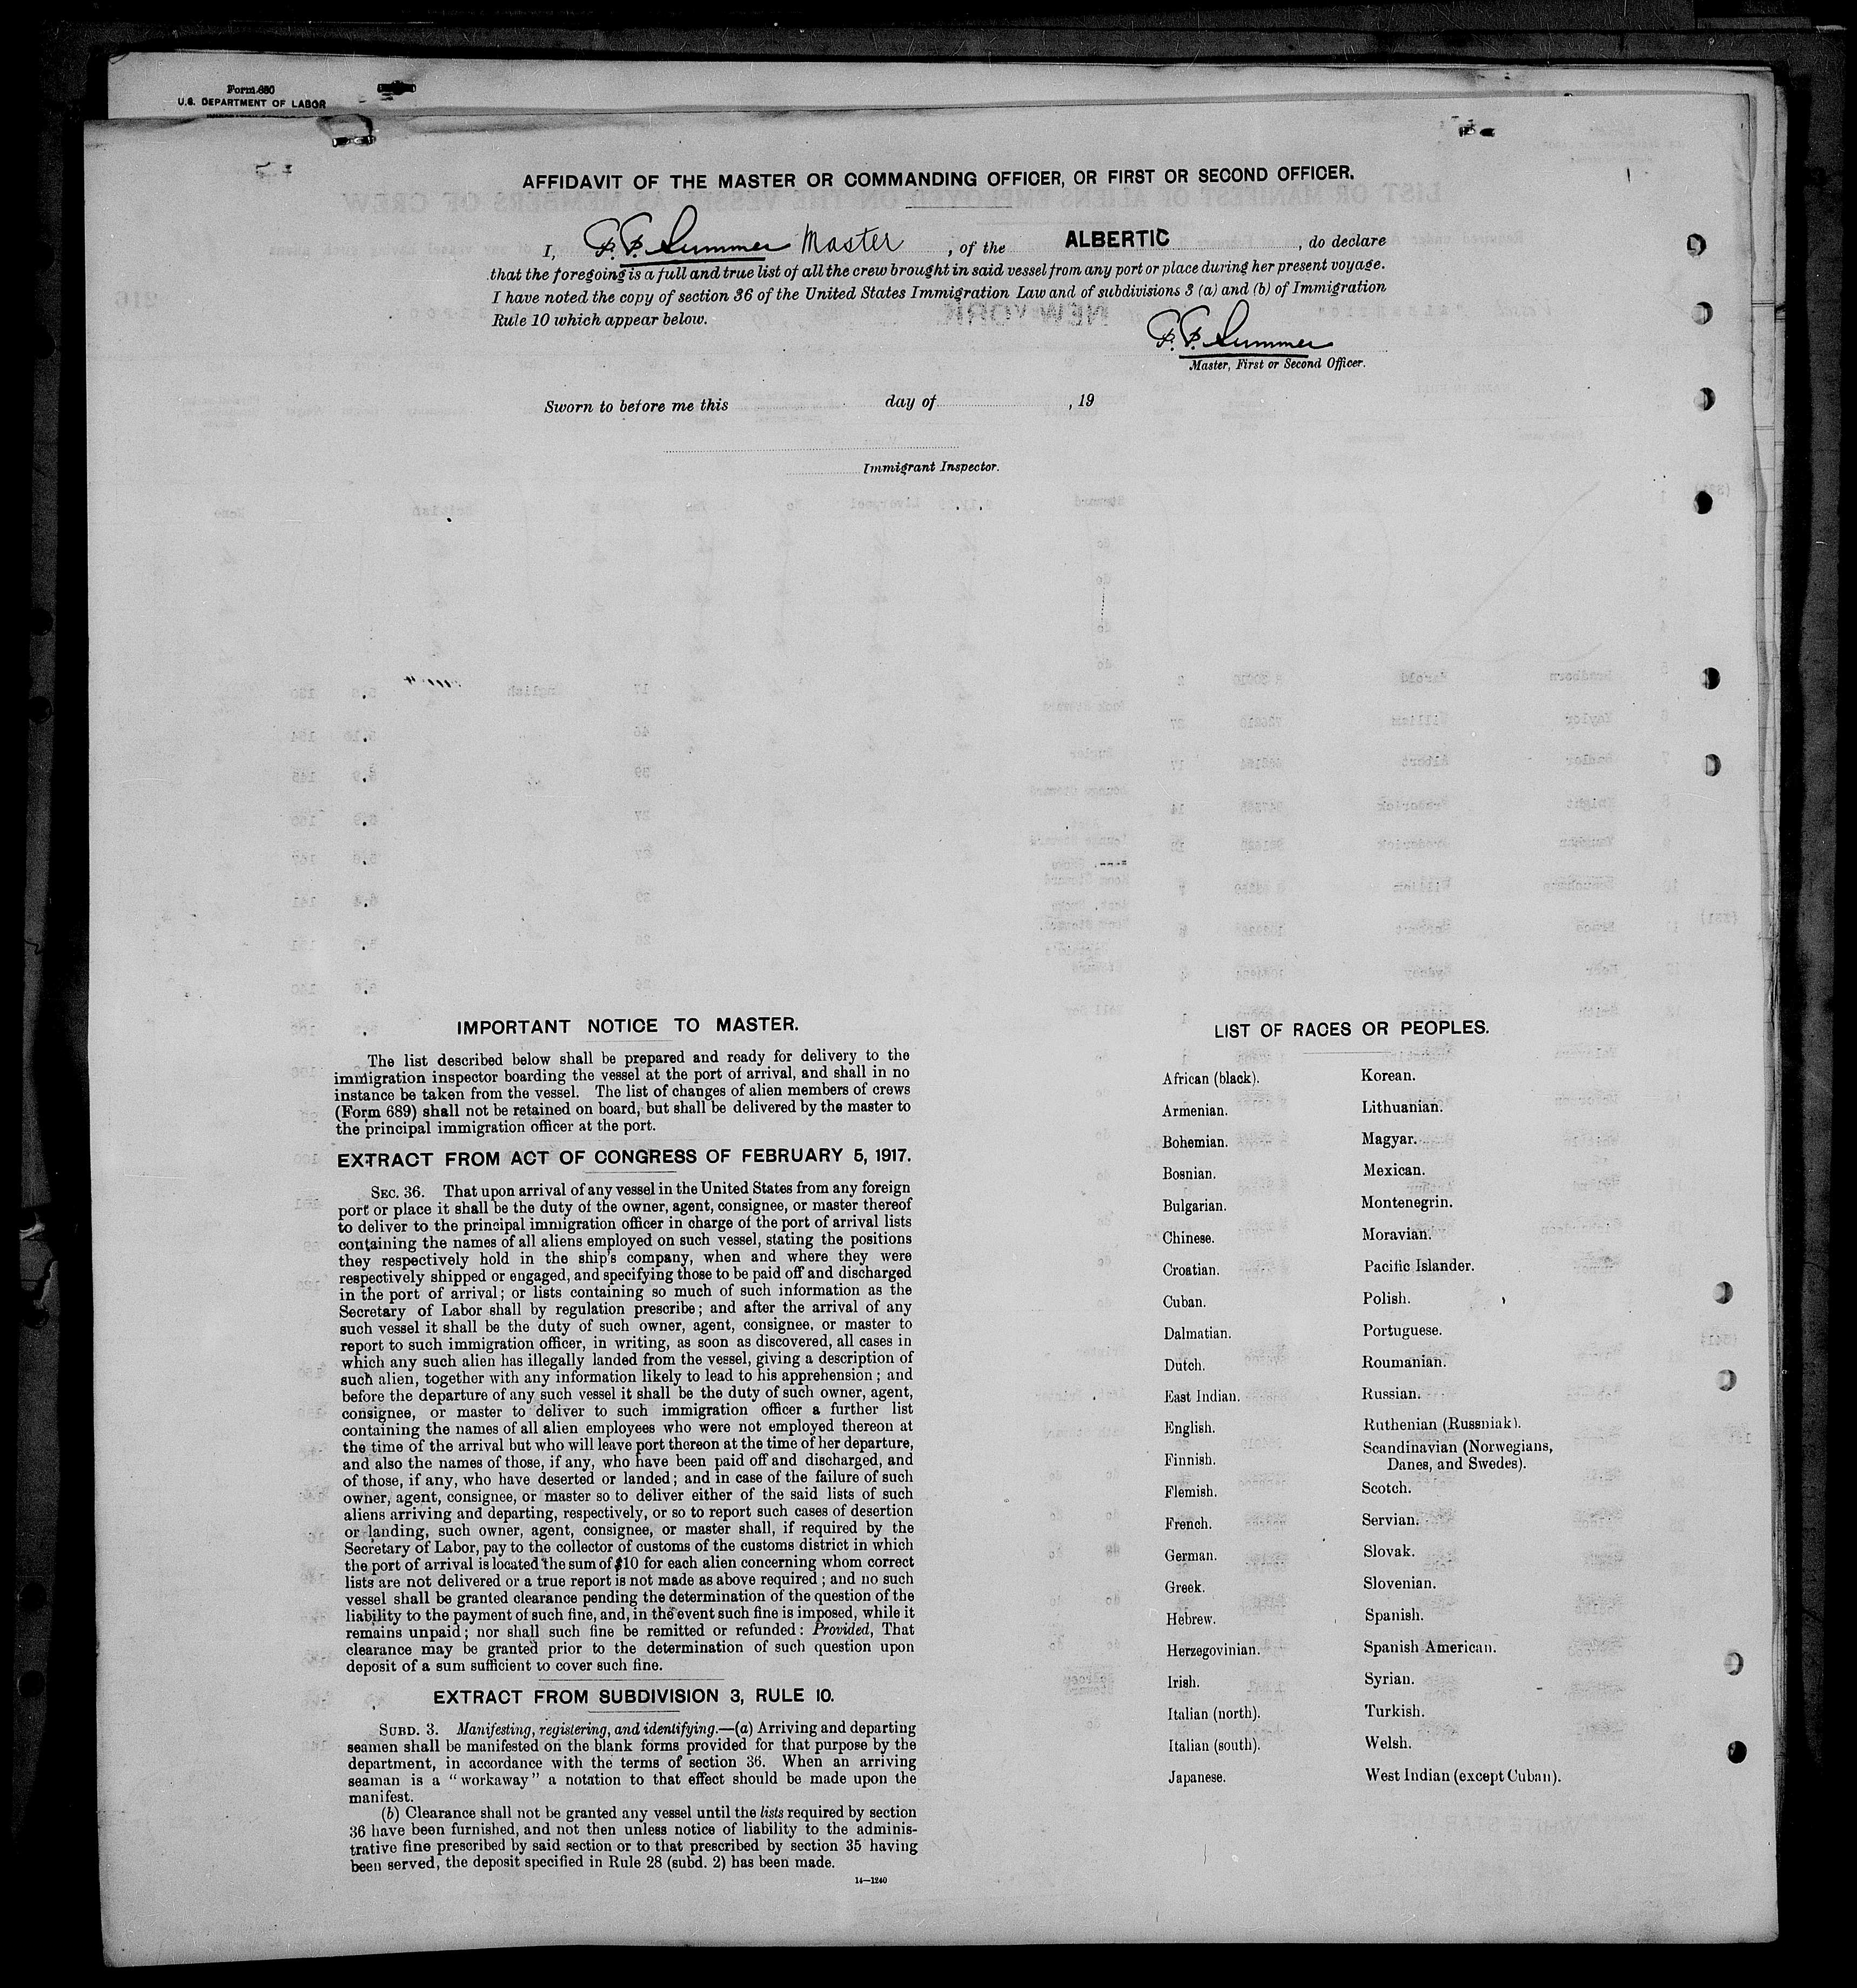 Form 680
U.S. DEPARTMENT OF LABOR
AFFIDAVIT OF THE MASTER OR COMMANDING OFFICER, OR FIRST OR SECOND OFFICER.
I, P. P. Summer Master, of the ALBERTIC, do declare
that the foregoing is a full and true list of all the crew brought in said vessel from any port or place during her present voyage.
I have noted the copy of section 36 of the United States Immigration Law and of subdivisions 3 (a) and (b) of Immigration
Rule 10 which appear below.
P. P. Summer
Master, First or Second Officer.
Sworn to before me this day of , 19
Immigrant Inspector.
IMPORTANT NOTICE TO MASTER.
The list described below shall be prepared and ready for delivery to the
immigration inspector boarding the vessel at the port of arrival, and shall in no
instance be taken from the vessel. The list of changes of alien members of crews
(Form 689) shall not be retained on board, but shall be delivered by the master to
the principal immigration officer at the port.
EXTRACT FROM ACT OF CONGRESS OF FEBRUARY 5, 1917.
SEC. 36. That upon arrival of any vessel in the United States from any foreign
port or place it shall be the duty of the owner, agent, consignee, or master thereof
to deliver to the principal immigration officer in charge of the port of arrival lists
containing the names of all aliens employed on such vessel, stating the positions
they respectively hold in the ship's company, when and where they were
respectively shipped or engaged, and specifying those to be paid off and discharged
in the port of arrival; or lists containing so much of such information as the
Secretary of Labor shall by regulation prescribe; and after the arrival of any
such vessel it shall be the duty of such owner, agent, consignee, or master to
report to such immigration officer, in writing, as soon as discovered, all cases in
which any such alien has illegally landed from the vessel, giving a description of
such alien, together with any information likely to lead to his apprehension; and
before the departure of any such vessel it shall be the duty of such owner, agent,
consignee, or master to deliver to such immigration officer a further list
containing the names of all alien employees who were not employed thereon at
the time of the arrival but who will leave port thereon at the time of her departure,
and also the names of those, if any, who have been paid off and discharged, and
of those, if any, who have deserted or landed; and in case of the failure of such
owner, agent, consignee, or master so to deliver either of the said lists of such
aliens arriving and departing, respectively, or so to report such cases of desertion
or landing, such owner, agent, consignee, or master shall, if required by the
Secretary of Labor, pay to the collector of customs of the customs district in which
the port of arrival is located the sum of $10 for each alien concerning whom correct
lists are not delivered or a true report is not made as above required; and no such
vessel shall be granted clearance pending the determination of the question of the
liability to the payment of such fine, and, in the event such fine is imposed, while it
remains unpaid; nor shall such fine be remitted or refunded: Provided, That
clearance may be granted prior to the determination of such question upon
deposit of a sum sufficient to cover such fine.
EXTRACT FROM SUBDIVISION 3, RULE 10.
SUBD. 3. Manifesting, registering, and identifying.—(a) Arriving and departing
seamen shall be manifested on the blank forms provided for that purpose by the
department, in accordance with the terms of section 36. When an arriving
seaman is a "workaway" a notation to that effect should be made upon the
manifest.
(b) Clearance shall not be granted any vessel until the lists required by section
36 have been furnished, and not then unless notice of liability to the adminis-
trative fine prescribed by said section or to that prescribed by section 35 having
been served, the deposit specified in Rule 28 (subd. 2) has been made.
14—1240
LIST OF RACES OR PEOPLES.
African (black).
Armenian.
Bohemian.
Bosnian.
Bulgarian.
Chinese.
Croatian.
Cuban.
Dalmatian.
Dutch.
East Indian.
English.
Finnish.
Flemish.
French.
German.
Greek.
Hebrew.
Herzegovinian.
Irish.
Italian (north).
Italian (south).
Japanese.
Korean.
Lithuanian.
Magyar.
Mexican.
Montenegrin.
Moravian.
Pacific Islander.
Polish.
Portuguese.
Roumanian.
Russian.
Ruthenian (Russniak).
Scandinavian (Norwegians,
Danes, and Swedes).
Scotch.
Servian.
Slovak.
Slovenian.
Spanish.
Spanish American.
Syrian.
Turkish.
Welsh.
West Indian (except Cuban).